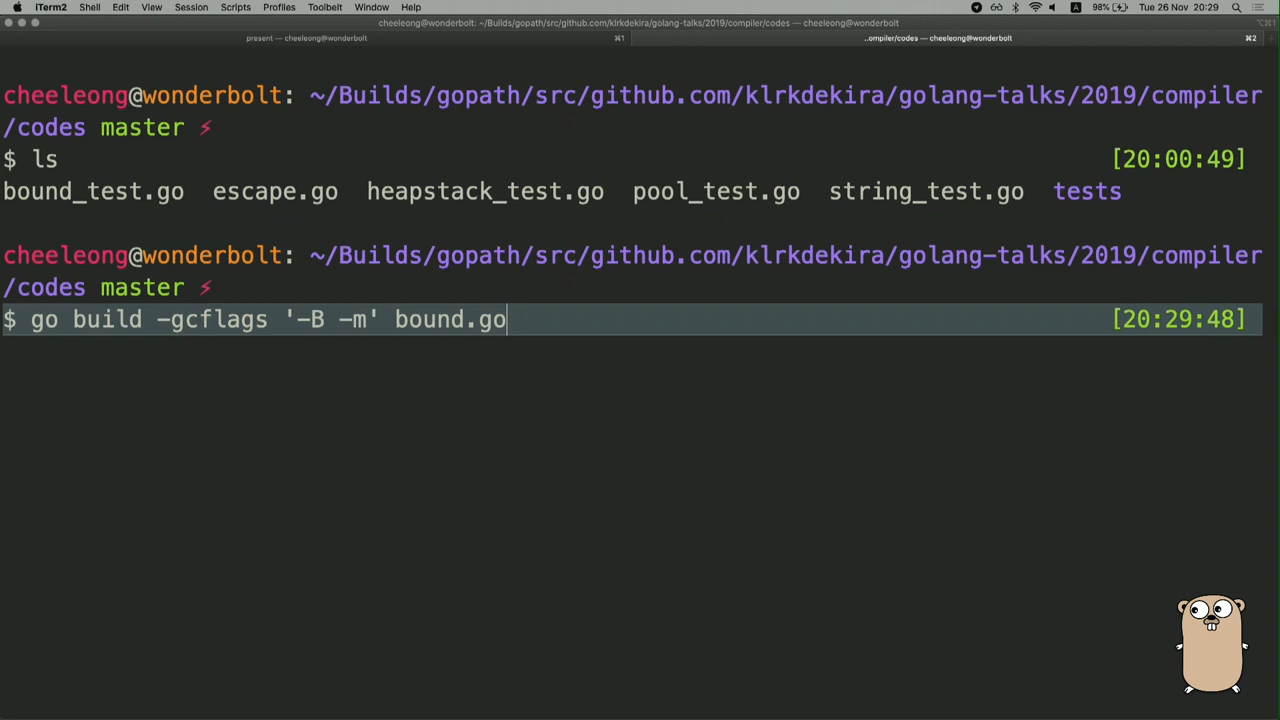 iTerm2 Shell Edit View Session Scripts Profiles Toolbelt Window Help 98% Tue 26 Nov 20:29
cheeleong@wonderbolt: ~/Builds/gopath/src/github.com/klrkdekira/golang-talks/2019/compiler/codes — cheeleong@wonderbolt ⌥⌘1
present — cheeleong@wonderbolt ⌘1 ..ompiler/codes — cheeleong@wonderbolt ⌘2
cheeleong@wonderbolt: ~/Builds/gopath/src/github.com/klrkdekira/golang-talks/2019/compiler
/codes master ⚡
$ ls [20:00:49]
bound_test.go escape.go heapstack_test.go pool_test.go string_test.go tests
cheeleong@wonderbolt: ~/Builds/gopath/src/github.com/klrkdekira/golang-talks/2019/compiler
/codes master ⚡
$ go build -gcflags '-B -m' bound.go [20:29:48]